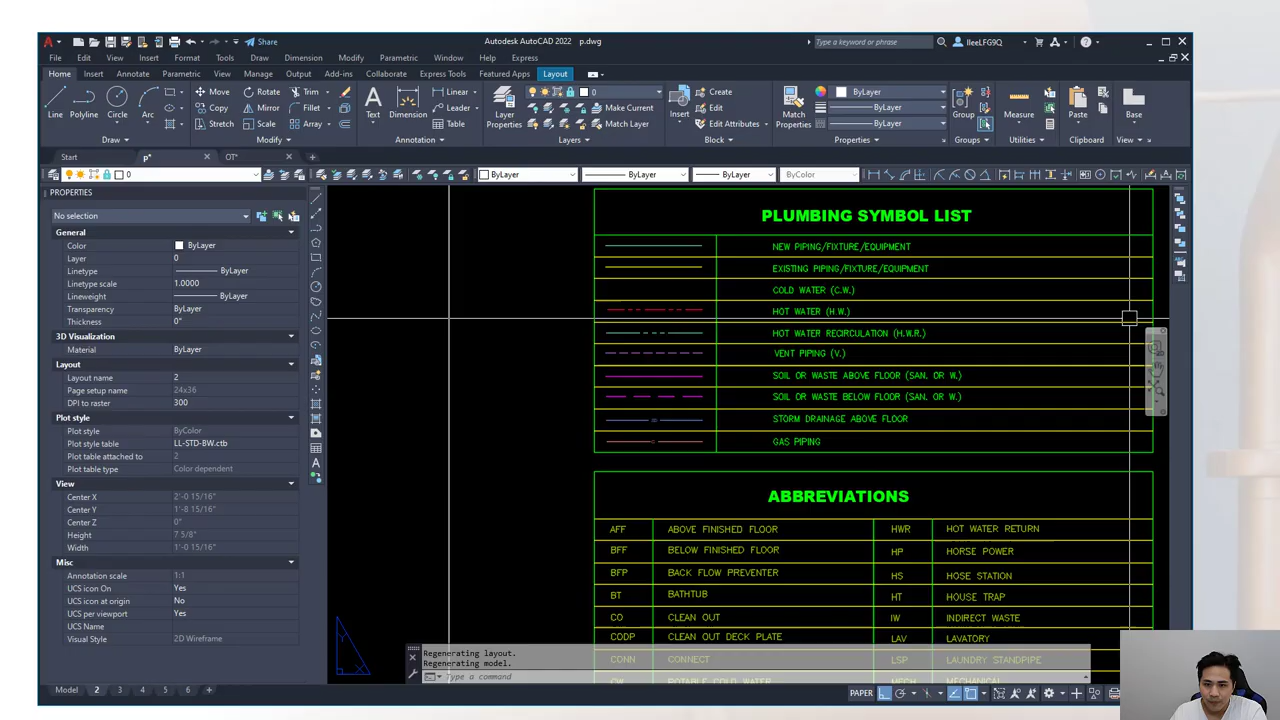 Share
Autodesk AutoCAD 2022 p.dwg
Type a keyword or phrase
lleeLFG9Q
File Edit View Insert Format Tools Draw Dimension Modify Parametric Window Help Express
Home Insert Annotate Parametric View Manage Output Add-ins Collaborate Express Tools Featured Apps Layout
Line Polyline Circle Arc
Move Rotate Trim
Copy Mirror Fillet
Stretch Scale Array
Text Dimension
Linear
Leader
Table
Layer Properties
0
Make Current
Match Layer
Insert
Create
Edit
Edit Attributes
Match Properties
ByLayer
ByLayer
ByLayer
Group
Measure
Paste
Base
Draw Modify Annotation Layers Block Properties Groups Utilities Clipboard View
Start p* OT*
0 ByLayer ByLayer ByLayer ByColor
PROPERTIES
No selection
General
Color ByLayer
Layer 0
Linetype ByLayer
Linetype scale 1.0000
Lineweight ByLayer
Transparency ByLayer
Thickness 0"
3D Visualization
Material ByLayer
Layout
Layout name 2
Page setup name 24x36
DPI to raster 300
Plot style
Plot style ByColor
Plot style table LL-STD-BW.ctb
Plot table attached to 2
Plot table type Color dependent
View
Center X 2'-0 15/16"
Center Y 1'-8 15/16"
Center Z 0"
Height 7 5/8"
Width 1'-0 15/16"
Misc
Annotation scale 1:1
UCS icon On Yes
UCS icon at origin No
UCS per viewport Yes
UCS Name
Visual Style 2D Wireframe
PLUMBING SYMBOL LIST
NEW PIPING/FIXTURE/EQUIPMENT
EXISTING PIPING/FIXTURE/EQUIPMENT
COLD WATER (C.W.)
HOT WATER (H.W.)
HOT WATER RECIRCULATION (H.W.R.)
VENT PIPING (V.)
SOIL OR WASTE ABOVE FLOOR (SAN. OR W.)
SOIL OR WASTE BELOW FLOOR (SAN. OR W.)
STORM DRAINAGE ABOVE FLOOR
GAS PIPING
ABBREVIATIONS
AFF ABOVE FINISHED FLOOR HWR HOT WATER RETURN
BFF BELOW FINISHED FLOOR HP HORSE POWER
BFP BACK FLOW PREVENTER HS HOSE STATION
BT BATHTUB HT HOUSE TRAP
CO CLEAN OUT IW INDIRECT WASTE
CODP CLEAN OUT DECK PLATE LAV LAVATORY
CONN CONNECT LSP LAUNDRY STANDPIPE
CW POTABLE COLD WATER MECH MECHANICAL
Y
X
Regenerating layout.
Regenerating model.
Type a command
Model 2 3 4 5 6
PAPER